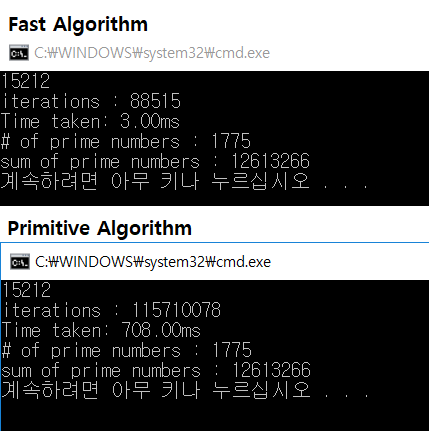 Fast Algorithm
C:₩WINDOWS₩system32₩cmd.exe
15212
iterations : 88515
Time taken: 3.00ms
# of prime numbers : 1775
sum of prime numbers : 12613266
계속하려면 아무 키나 누르십시오 . . .
Primitive Algorithm
C:₩WINDOWS₩system32₩cmd.exe
15212
iterations : 115710078
Time taken: 708.00ms
# of prime numbers : 1775
sum of prime numbers : 12613266
계속하려면 아무 키나 누르십시오 . . .